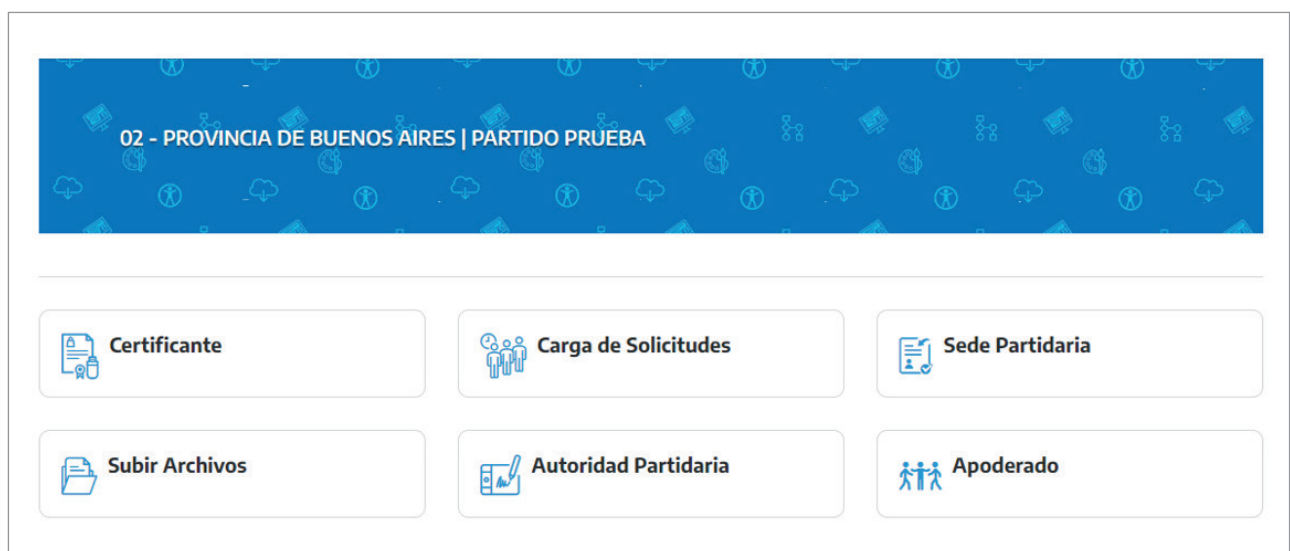 02 - PROVINCIA DE BUENOS AIRES | PARTIDO PRUEBA
Certificante
Carga de Solicitudes
Sede Partidaria
Subir Archivos
Autoridad Partidaria
Apoderado